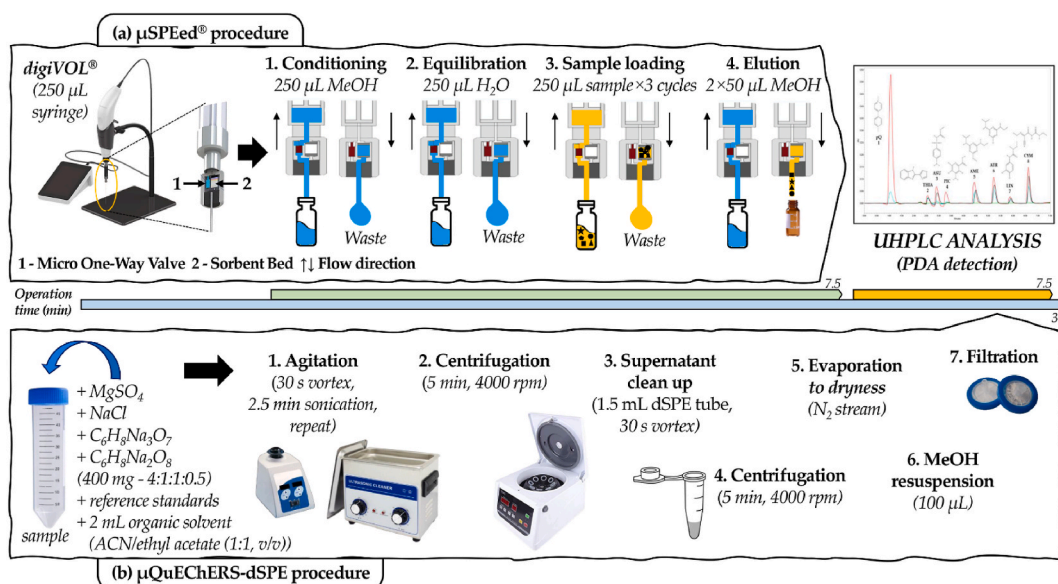 (a) µSPEed® procedure
digiVOL®
(250 µL
syringe)
1 2
1. Conditioning
250 µL MeOH
Waste
2. Equilibration
250 µL H₂O
Waste
3. Sample loading
250 µL sample×3 cycles
Waste
4. Elution
2×50 µL MeOH
1 - Micro One-Way Valve 2 - Sorbent Bed ↑↓ Flow direction
UHPLC ANALYSIS
(PDA detection)
Operation
time (min)
7.5
7.5
3
+ MgSO₄
+ NaCl
+ C₆H₈Na₃O₇
+ C₆H₈Na₂O₈
(400 mg - 4:1:1:0.5)
+ reference standards
+ 2 mL organic solvent
(ACN/ethyl acetate (1:1, v/v))
sample
1. Agitation
(30 s vortex,
2.5 min sonication,
repeat)
2. Centrifugation
(5 min, 4000 rpm)
3. Supernatant
clean up
(1.5 mL dSPE tube,
30 s vortex)
4. Centrifugation
(5 min, 4000 rpm)
5. Evaporation
to dryness
(N₂ stream)
6. MeOH
resuspension
(100 µL)
7. Filtration
(b) µQuEChERS-dSPE procedure